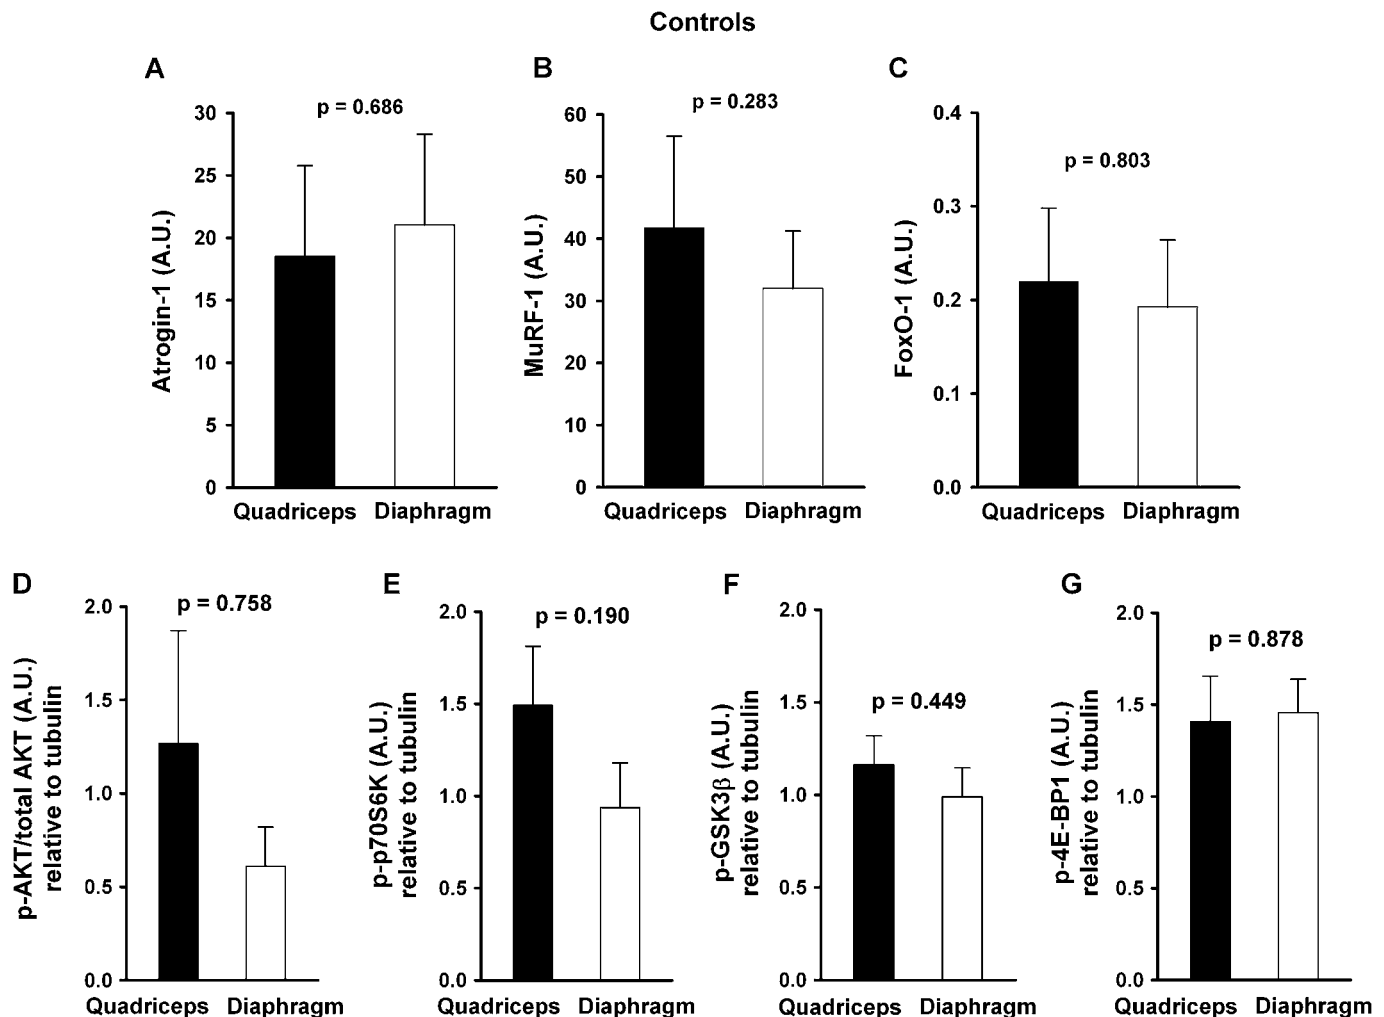 Controls
A
p = 0.686
Atrogin-1 (A.U.)
30
25
20
15
10
5
0
Quadriceps Diaphragm
B
p = 0.283
MuRF-1 (A.U.)
60
50
40
30
20
10
0
Quadriceps Diaphragm
C
p = 0.803
FoxO-1 (A.U.)
0.4
0.3
0.2
0.1
0.0
Quadriceps Diaphragm
D
p = 0.758
p-AKT/total AKT (A.U.)
relative to tubulin
2.0
1.5
1.0
0.5
0.0
Quadriceps Diaphragm
E
p = 0.190
p-p70S6K (A.U.)
relative to tubulin
2.0
1.5
1.0
0.5
0.0
Quadriceps Diaphragm
F
p = 0.449
p-GSK3β (A.U.)
relative to tubulin
2.0
1.5
1.0
0.5
0.0
Quadriceps Diaphragm
G
p = 0.878
p-4E-BP1 (A.U.)
relative to tubulin
2.0
1.5
1.0
0.5
0.0
Quadriceps Diaphragm